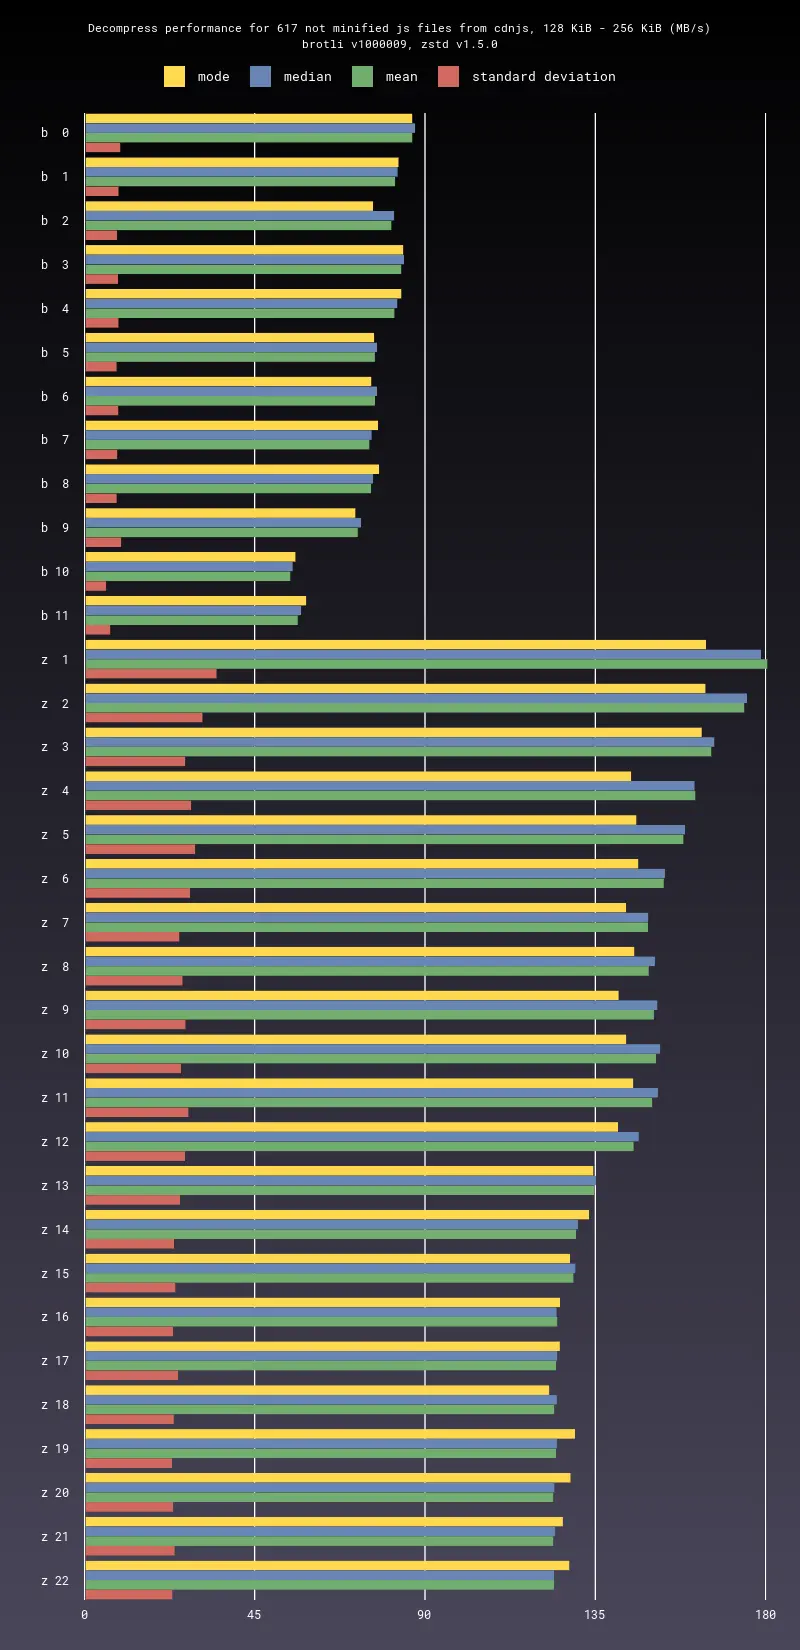 Decompress performance for 617 not minified js files from cdnjs, 128 KiB - 256 KiB (MB/s)
brotli v1000009, zstd v1.5.0
mode median mean standard deviation
b 0
b 1
b 2
b 3
b 4
b 5
b 6
b 7
b 8
b 9
b 10
b 11
z 1
z 2
z 3
z 4
z 5
z 6
z 7
z 8
z 9
z 10
z 11
z 12
z 13
z 14
z 15
z 16
z 17
z 18
z 19
z 20
z 21
z 22
0 45 90 135 180